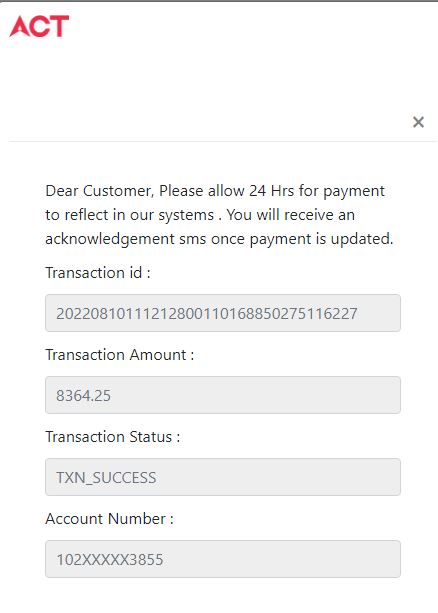 ACT
×
Dear Customer, Please allow 24 Hrs for payment
to reflect in our systems . You will receive an
acknowledgement sms once payment is updated.
Transaction id :
20220810111212800110168850275116227
Transaction Amount :
8364.25
Transaction Status :
TXN_SUCCESS
Account Number :
102XXXXX3855